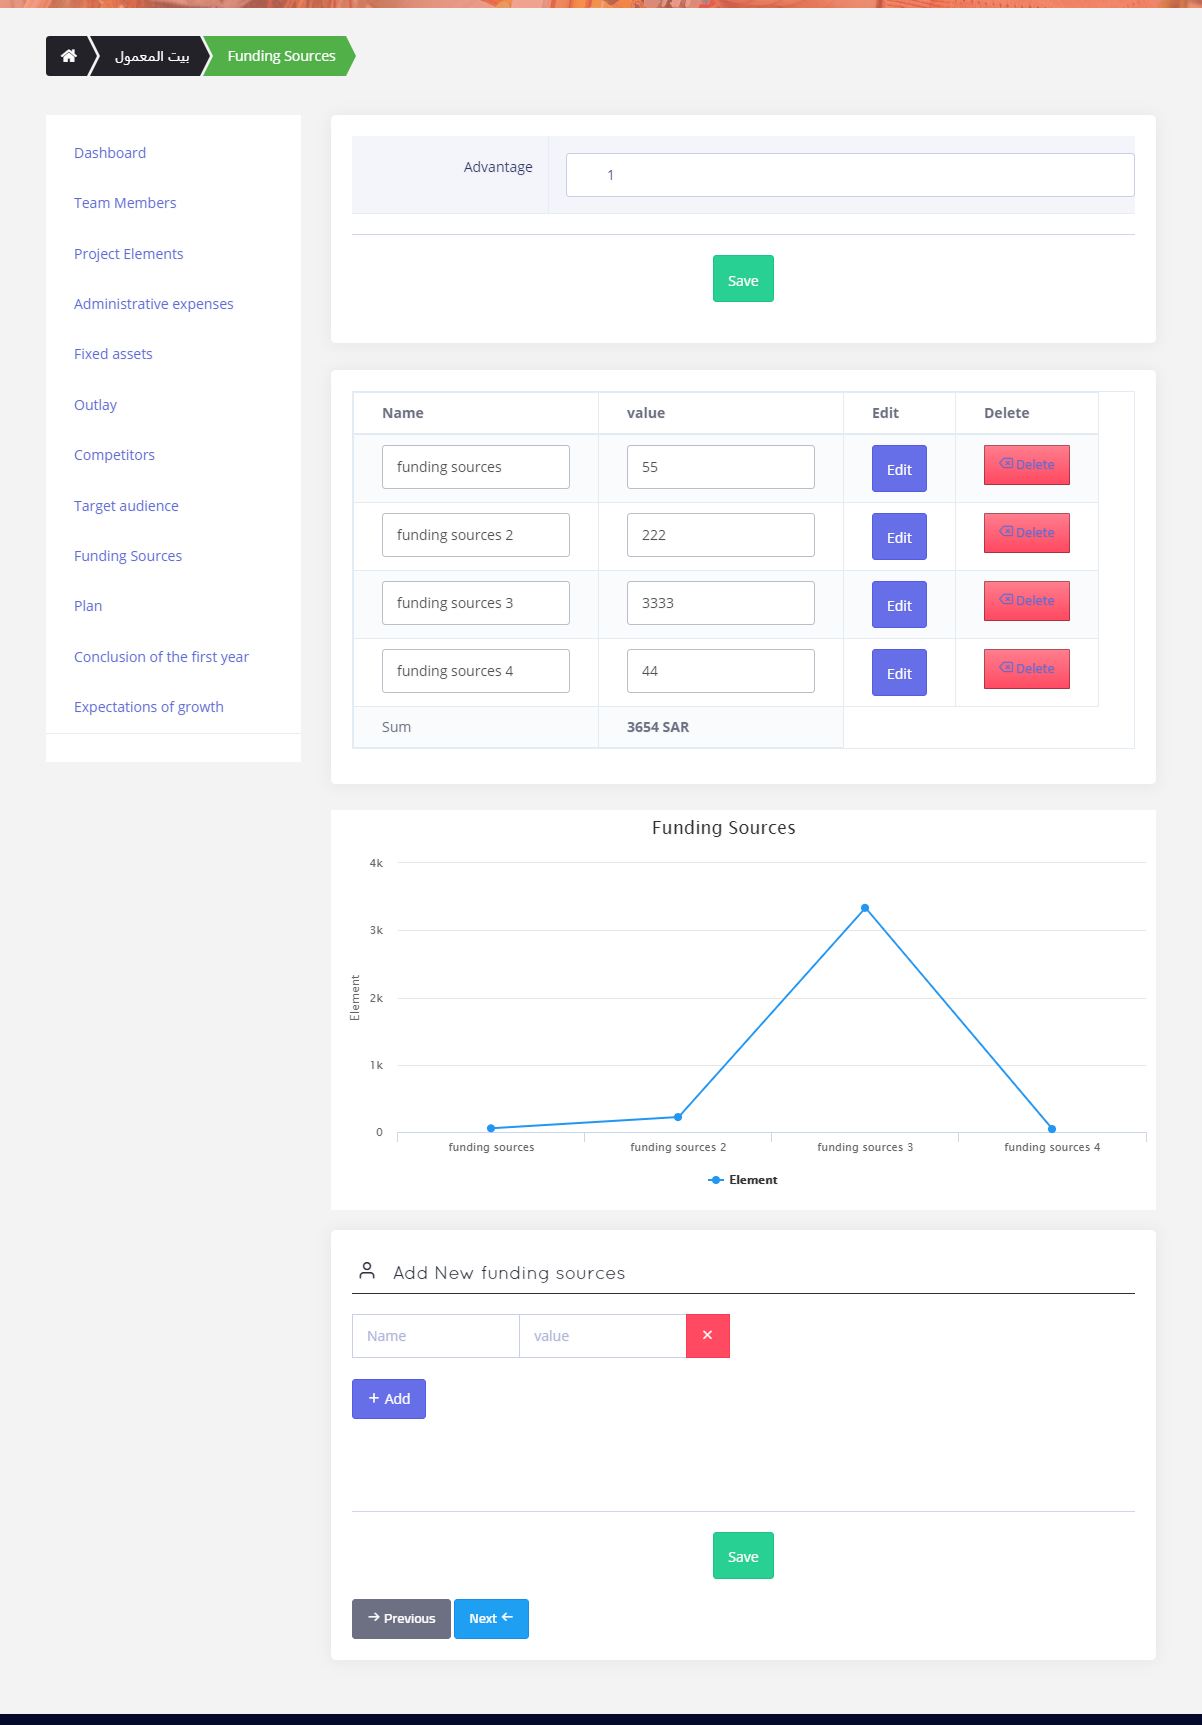 بيت المعمول
Funding Sources
Dashboard
Team Members
Project Elements
Administrative expenses
Fixed assets
Outlay
Competitors
Target audience
Funding Sources
Plan
Conclusion of the first year
Expectations of growth
Advantage
1
Save
Name value Edit Delete
funding sources 55 Edit Delete
funding sources 2 222 Edit Delete
funding sources 3 3333 Edit Delete
funding sources 4 44 Edit Delete
Sum 3654 SAR
Funding Sources
4k
3k
2k
1k
0
Element
funding sources funding sources 2 funding sources 3 funding sources 4
Element
Add New funding sources
Name value ×
+ Add
Save
→ Previous Next ←